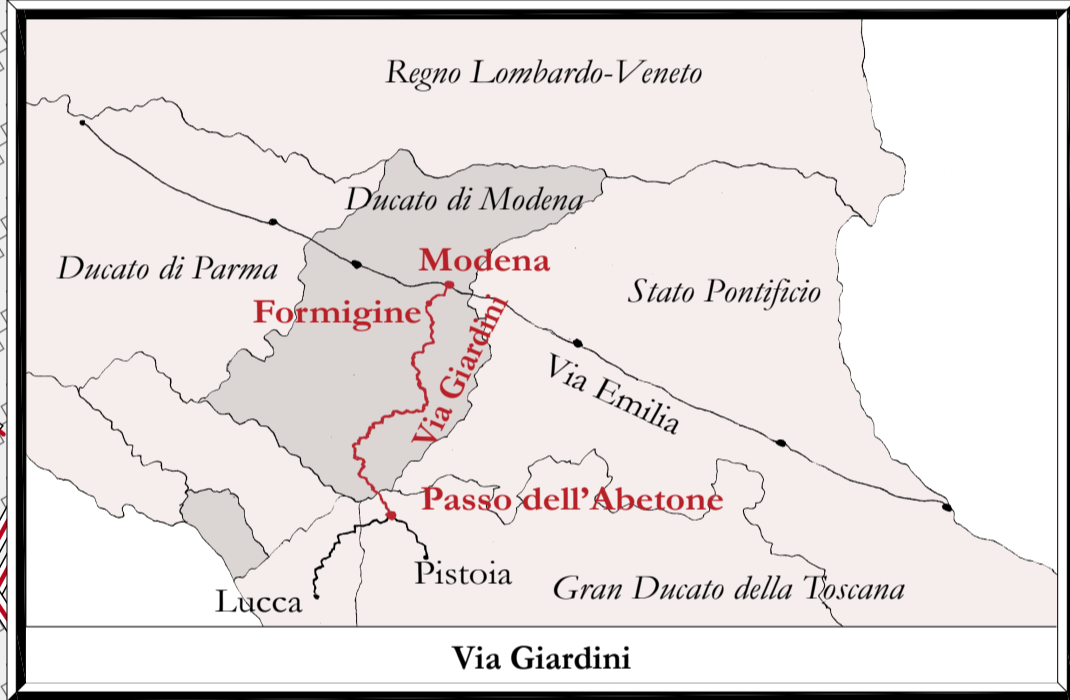 Regno Lombardo-Veneto
Ducato di Modena
Ducato di Parma
Modena
Stato Pontificio
Formigine
Via Giardini
Via Emilia
Passo dell'Abetone
Pistoia
Gran Ducato della Toscana
Lucca
Via Giardini